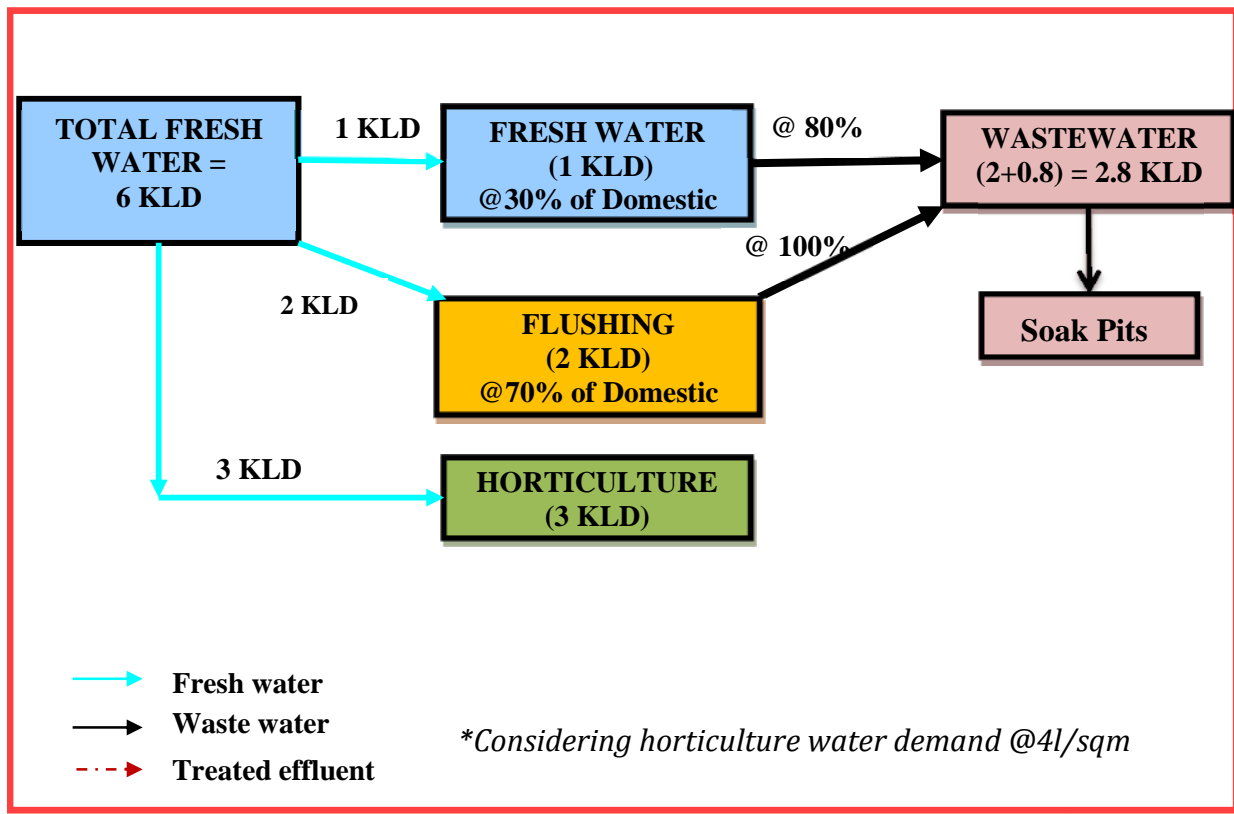 TOTAL FRESH
WATER =
6 KLD
1 KLD
FRESH WATER
(1 KLD)
@30% of Domestic
@ 80%
WASTEWATER
(2+0.8) = 2.8 KLD
@ 100%
2 KLD
FLUSHING
(2 KLD)
@70% of Domestic
Soak Pits
3 KLD
HORTICULTURE
(3 KLD)
Fresh water
Waste water
Treated effluent
*Considering horticulture water demand @4l/sqm